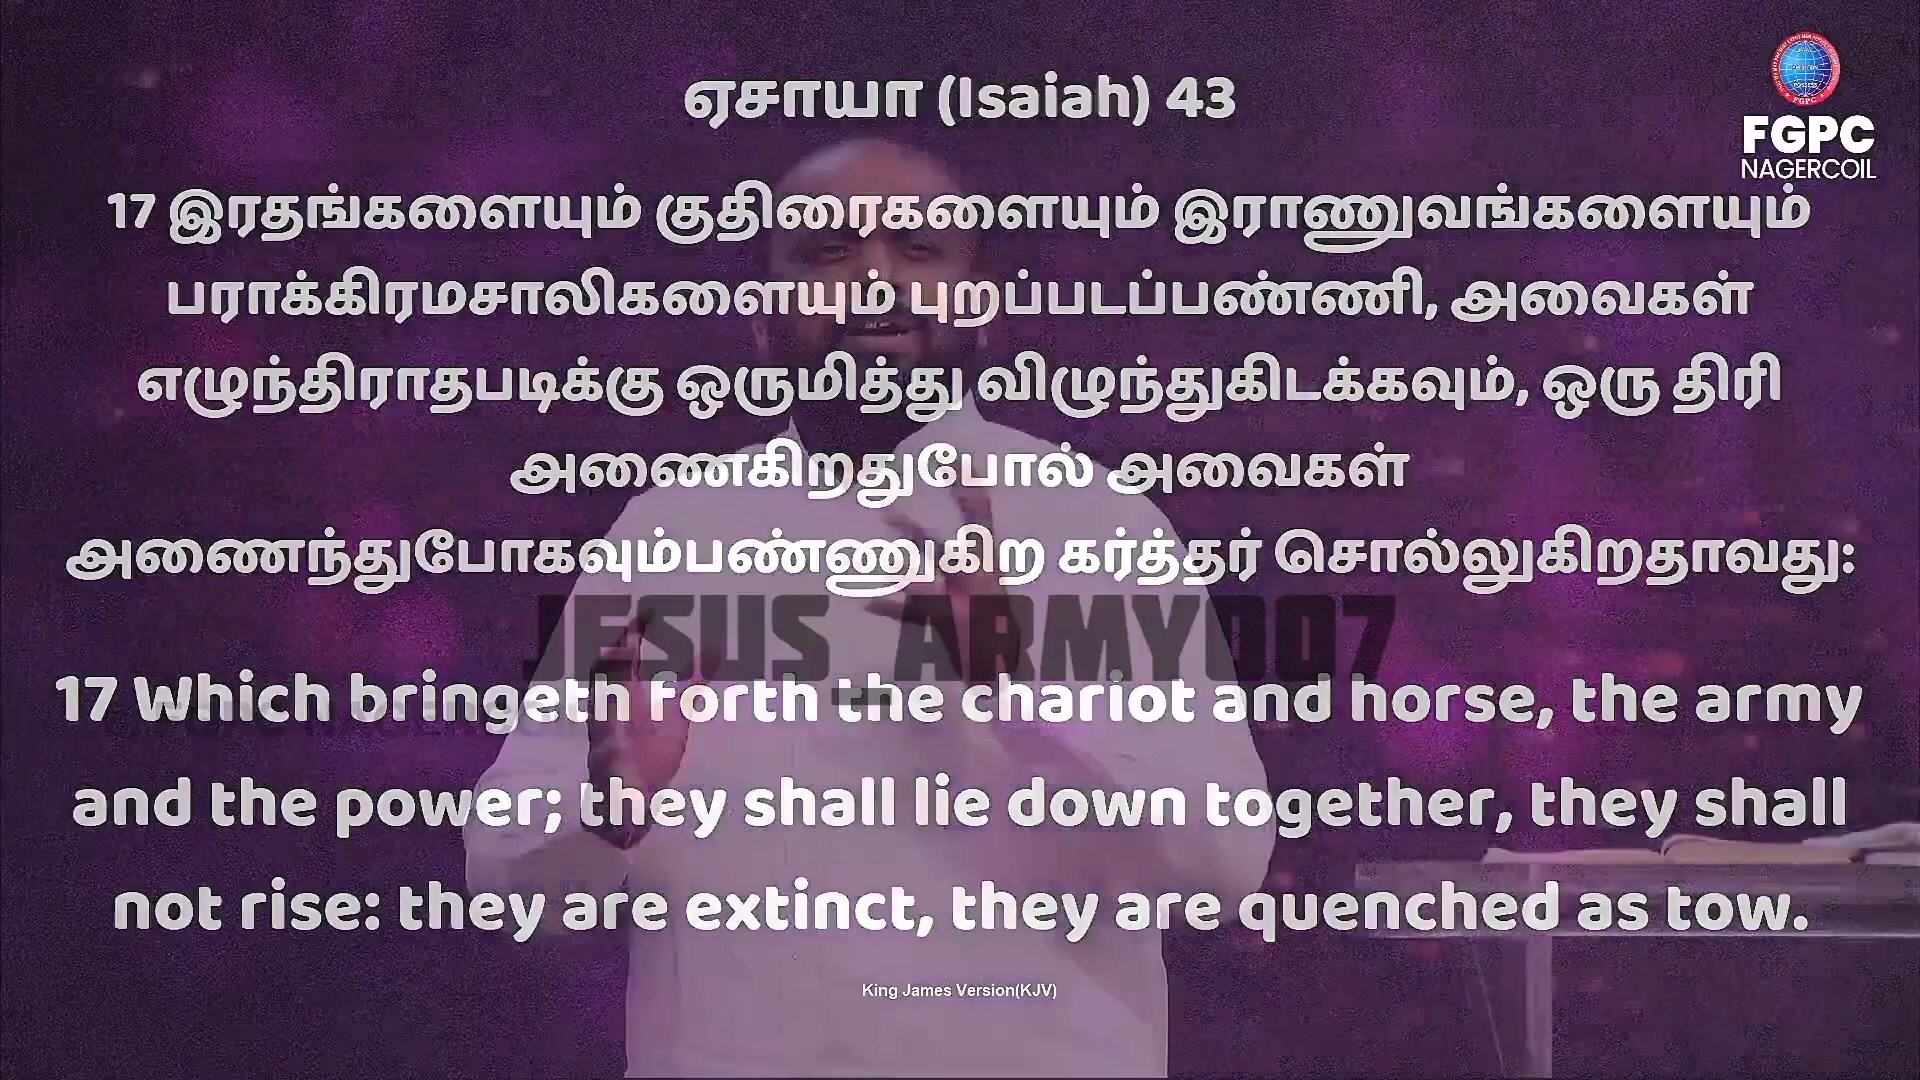 ஏசாயா (Isaiah) 43
FGPC
NAGERCOIL
17 இரதங்களையும் குதிரைகளையும் இராணுவங்களையும்
பராக்கிரமசாலிகளையும் புறப்படப்பண்ணி, அவைகள்
எழுந்திராதபடிக்கு ஒருமித்து விழுந்துகிடக்கவும், ஒரு திரி
அணைகிறதுபோல் அவைகள்
அணைந்துபோகவும்பண்ணுகிற கர்த்தர் சொல்லுகிறதாவது:
JESUS_ARMY007
17 Which bringeth forth the chariot and horse, the army
and the power; they shall lie down together, they shall
not rise: they are extinct, they are quenched as tow.
King James Version(KJV)